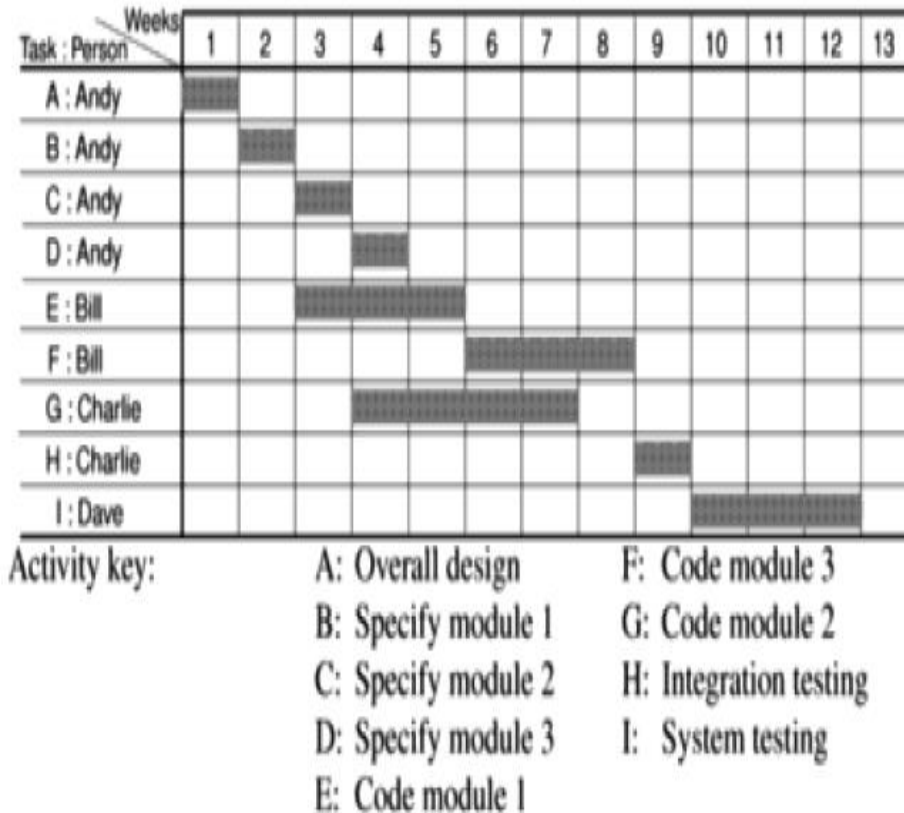 Weeks
Task : Person 1 2 3 4 5 6 7 8 9 10 11 12 13
A : Andy
B : Andy
C : Andy
D : Andy
E : Bill
F : Bill
G : Charlie
H : Charlie
I : Dave
Activity key: A: Overall design F: Code module 3
B: Specify module 1 G: Code module 2
C: Specify module 2 H: Integration testing
D: Specify module 3 I: System testing
E: Code module 1